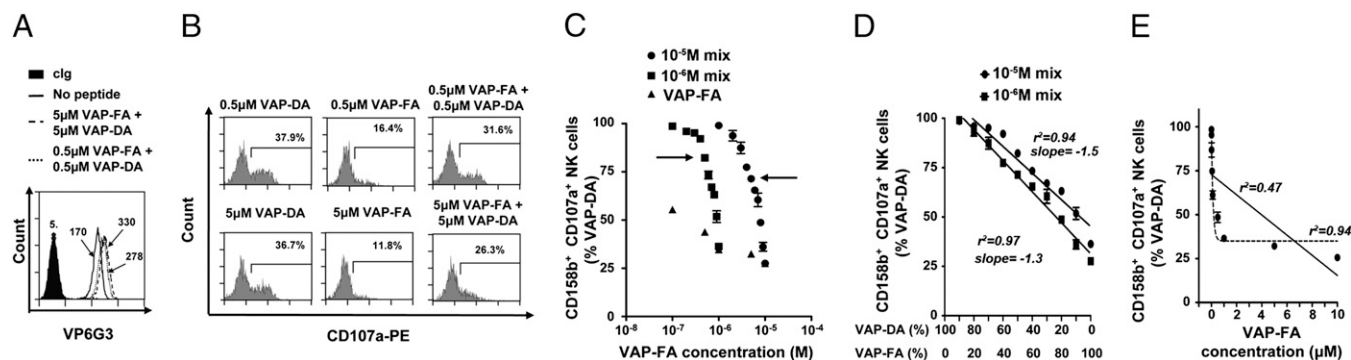 A
clg
No peptide
5μM VAP-FA +
5μM VAP-DA
0.5μM VAP-FA +
0.5μM VAP-DA
Count
5.
170
330
278
VP6G3
B
Count
0.5μM VAP-DA
37.9%
0.5μM VAP-FA
16.4%
0.5μM VAP-FA +
0.5μM VAP-DA
31.6%
5μM VAP-DA
36.7%
5μM VAP-FA
11.8%
5μM VAP-FA +
5μM VAP-DA
26.3%
CD107a-PE
C
10⁻⁵M mix
10⁻⁶M mix
VAP-FA
CD158b⁺ CD107a⁺ NK cells
(% VAP-DA)
100
75
50
25
0
10⁻⁸ 10⁻⁷ 10⁻⁶ 10⁻⁵ 10⁻⁴
VAP-FA concentration (M)
D
10⁻⁵M mix
10⁻⁶M mix
CD158b⁺ CD107a⁺ NK cells
(% VAP-DA)
100
75
50
25
0
r²=0.94
slope= -1.5
r²=0.97
slope= -1.3
VAP-DA (%) 100 80 60 40 20 0
VAP-FA (%) 0 20 40 60 80 100
E
CD158b⁺ CD107a⁺ NK cells
(% VAP-DA)
125
100
75
50
25
0
r²=0.47
r²=0.94
0 2 4 6 8 10
VAP-FA
concentration (μM)